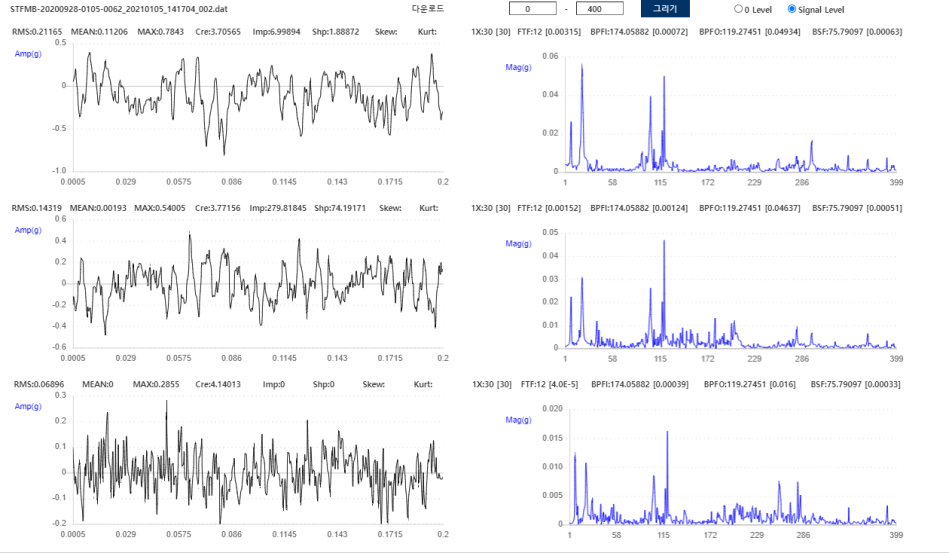 STFMB-20200928-0105-0062_20210105_141704_002.dat 다운로드 0 - 400 그리기 0 Level Signal Level
RMS:0.21165 MEAN:0.11206 MAX:0.7843 Cre:3.70565 Imp:6.99894 Shp:1.88872 Skew: Kurt:
Amp(g)
0.5
0
-0.5
-1.0
0.0005 0.029 0.0575 0.086 0.1145 0.143 0.1715 0.2
1X:30 [30] FTF:12 [0.00315] BPFI:174.05882 [0.00072] BPFO:119.27451 [0.04934] BSF:75.79097 [0.00063]
Mag(g)
0.06
0.04
0.02
0
1 58 115 172 229 286 399
RMS:0.14319 MEAN:0.00193 MAX:0.54005 Cre:3.77156 Imp:279.81845 Shp:74.19171 Skew: Kurt:
Amp(g)
0.6
0.4
0.2
0
-0.2
-0.4
-0.6
0.0005 0.029 0.0575 0.086 0.1145 0.143 0.1715 0.2
1X:30 [30] FTF:12 [0.00152] BPFI:174.05882 [0.00124] BPFO:119.27451 [0.04637] BSF:75.79097 [0.00051]
Mag(g)
0.05
0.04
0.03
0.02
0.01
0
1 58 115 172 229 286 399
RMS:0.06896 MEAN:0 MAX:0.2855 Cre:4.14013 Imp:0 Shp:0 Skew: Kurt:
Amp(g)
0.3
0.2
0.1
0
-0.1
-0.2
0.0005 0.029 0.0575 0.086 0.1145 0.143 0.1715 0.2
1X:30 [30] FTF:12 [4.0E-5] BPFI:174.05882 [0.00039] BPFO:119.27451 [0.016] BSF:75.79097 [0.00033]
Mag(g)
0.020
0.015
0.010
0.005
0
1 58 115 172 229 286 399